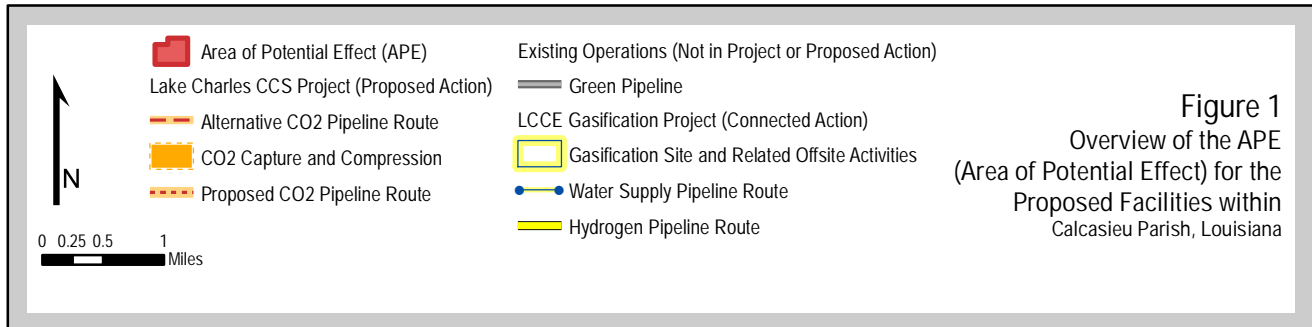 N
0 0.25 0.5 1
Miles
Area of Potential Effect (APE)
Lake Charles CCS Project (Proposed Action)
Alternative CO2 Pipeline Route
CO2 Capture and Compression
Proposed CO2 Pipeline Route
Existing Operations (Not in Project or Proposed Action)
Green Pipeline
LCCE Gasification Project (Connected Action)
Gasification Site and Related Offsite Activities
Water Supply Pipeline Route
Hydrogen Pipeline Route
Figure 1
Overview of the APE
(Area of Potential Effect) for the
Proposed Facilities within
Calcasieu Parish, Louisiana